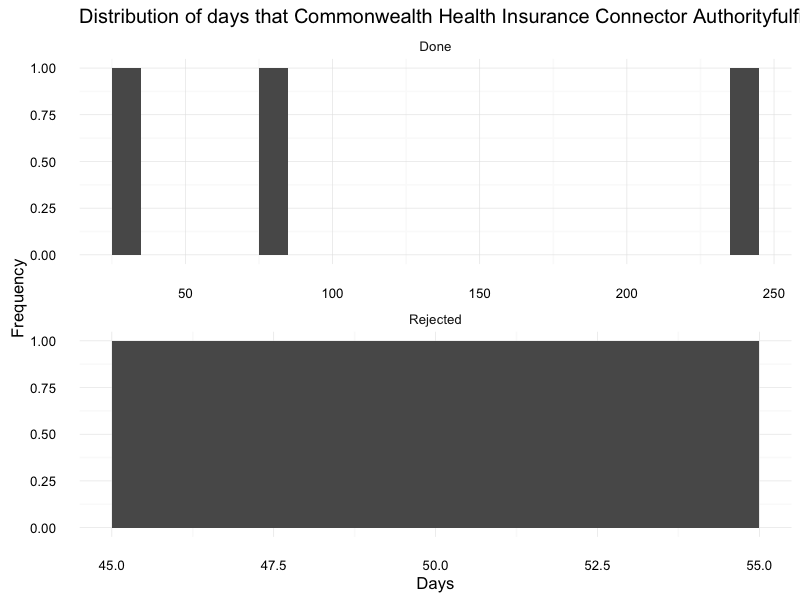 Distribution of days that Commonwealth Health Insurance Connector Authorityfulfi
Done
1.00
0.75
0.50
0.25
0.00
50 100 150 200 250
Frequency
Rejected
1.00
0.75
0.50
0.25
0.00
45.0 47.5 50.0 52.5 55.0
Days